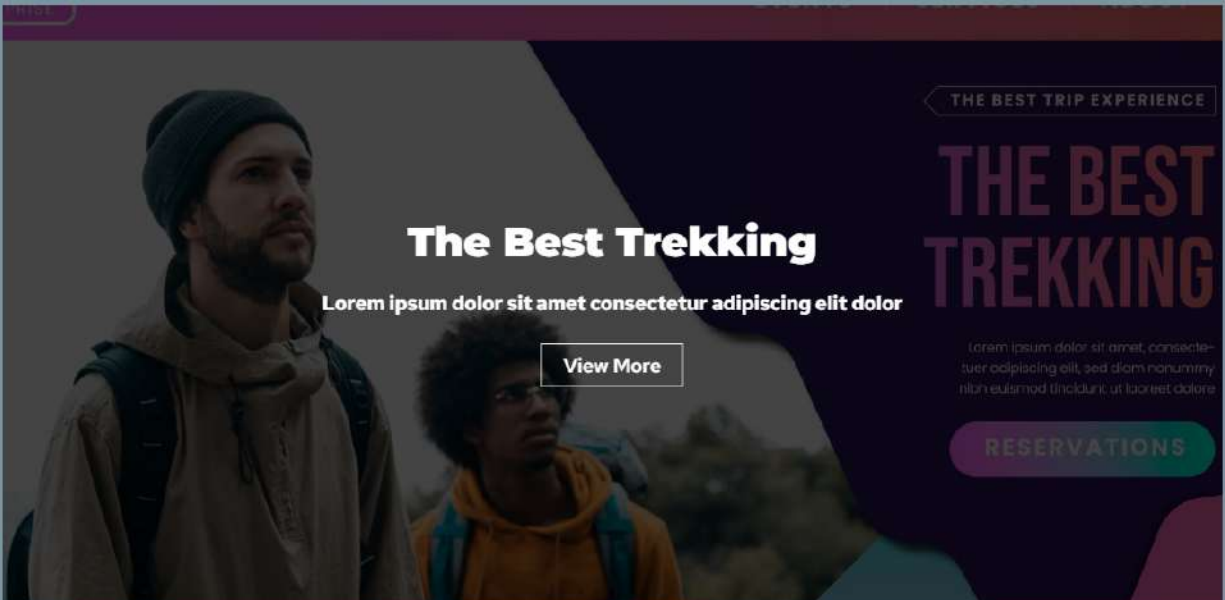 THE BEST TRIP EXPERIENCE
THE BEST
TREKKING
The Best Trekking
Lorem ipsum dolor sit amet consectetur adipiscing elit dolor
View More
Lorem ipsum dolor sit amet, consecte-
tuer adipiscing elit, sed diam nonummy
nibh euismod tincidunt ut laoreet dolore
RESERVATIONS